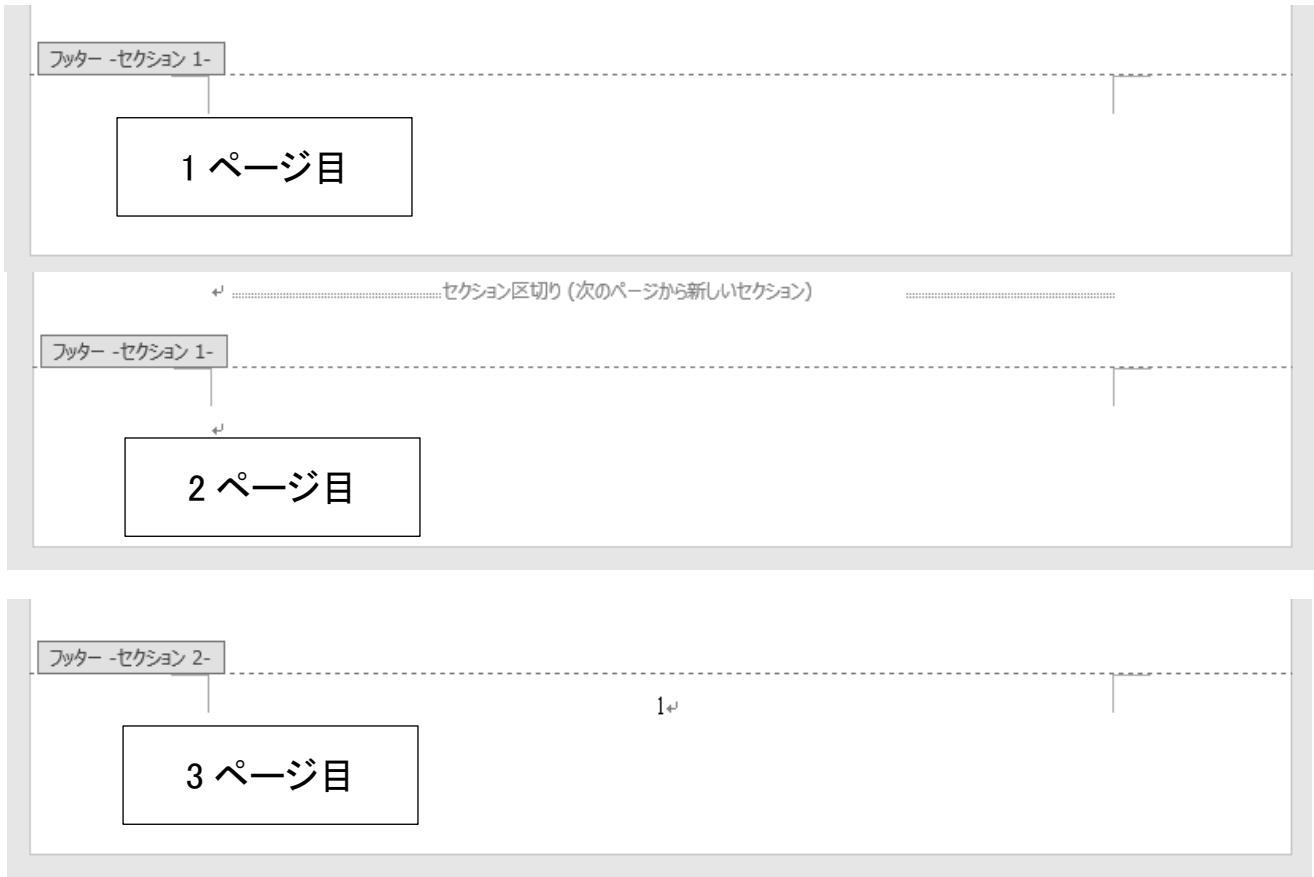 フッター -セクション 1-
1 ページ目
セクション区切り (次のページから新しいセクション)
フッター -セクション 1-
2 ページ目
フッター -セクション 2-
1
3 ページ目